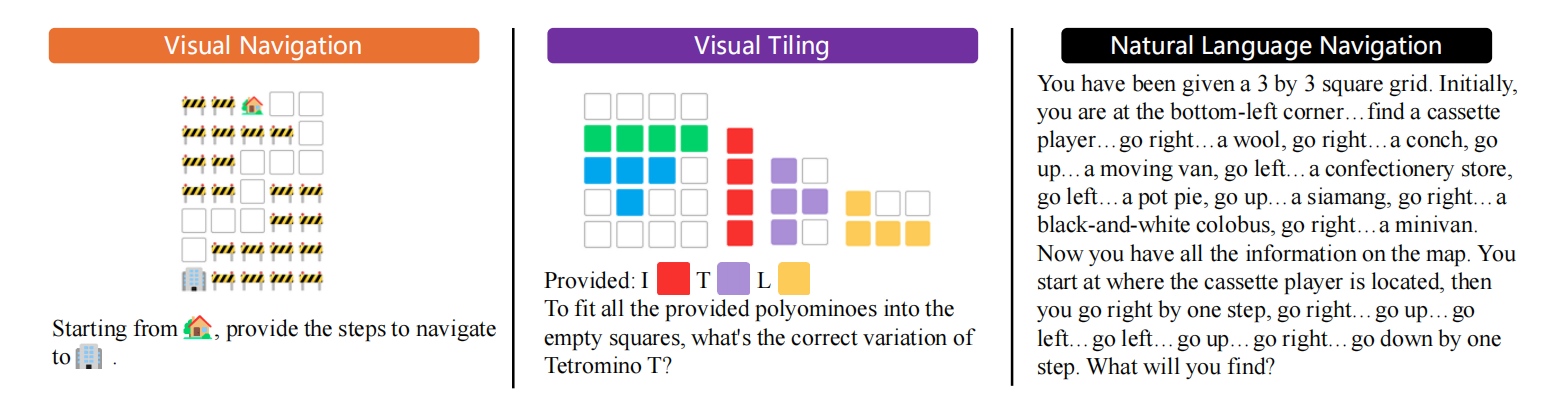 Visual Navigation
Starting from , provide the steps to navigate
to .
Visual Tiling
Provided: I T L
To fit all the provided polyominoes into the
empty squares, what's the correct variation of
Tetromino T?
Natural Language Navigation
You have been given a 3 by 3 square grid. Initially,
you are at the bottom-left corner…find a cassette
player…go right…a wool, go right…a conch, go
up…a moving van, go left…a confectionery store,
go left…a pot pie, go up…a siamang, go right…a
black-and-white colobus, go right…a minivan.
Now you have all the information on the map. You
start at where the cassette player is located, then
you go right by one step, go right…go up…go
left…go left…go up…go right…go down by one
step. What will you find?